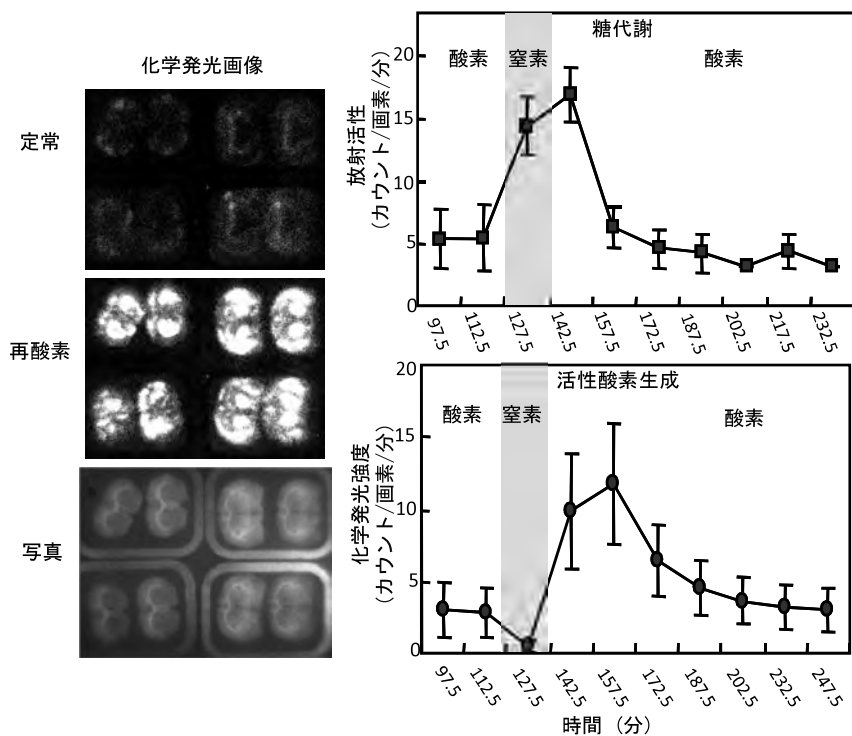 化学発光画像
定常
再酸素
写真
糖代謝
酸素
窒素
酸素
放射活性
(カウント/画素/分)
20
15
10
5
0
97.5
112.5
127.5
142.5
157.5
172.5
187.5
202.5
217.5
232.5
活性酸素生成
酸素
窒素
酸素
化学発光強度
(カウント/画素/分)
20
15
10
5
0
97.5
112.5
127.5
142.5
157.5
172.5
187.5
202.5
232.5
247.5
時間 (分)